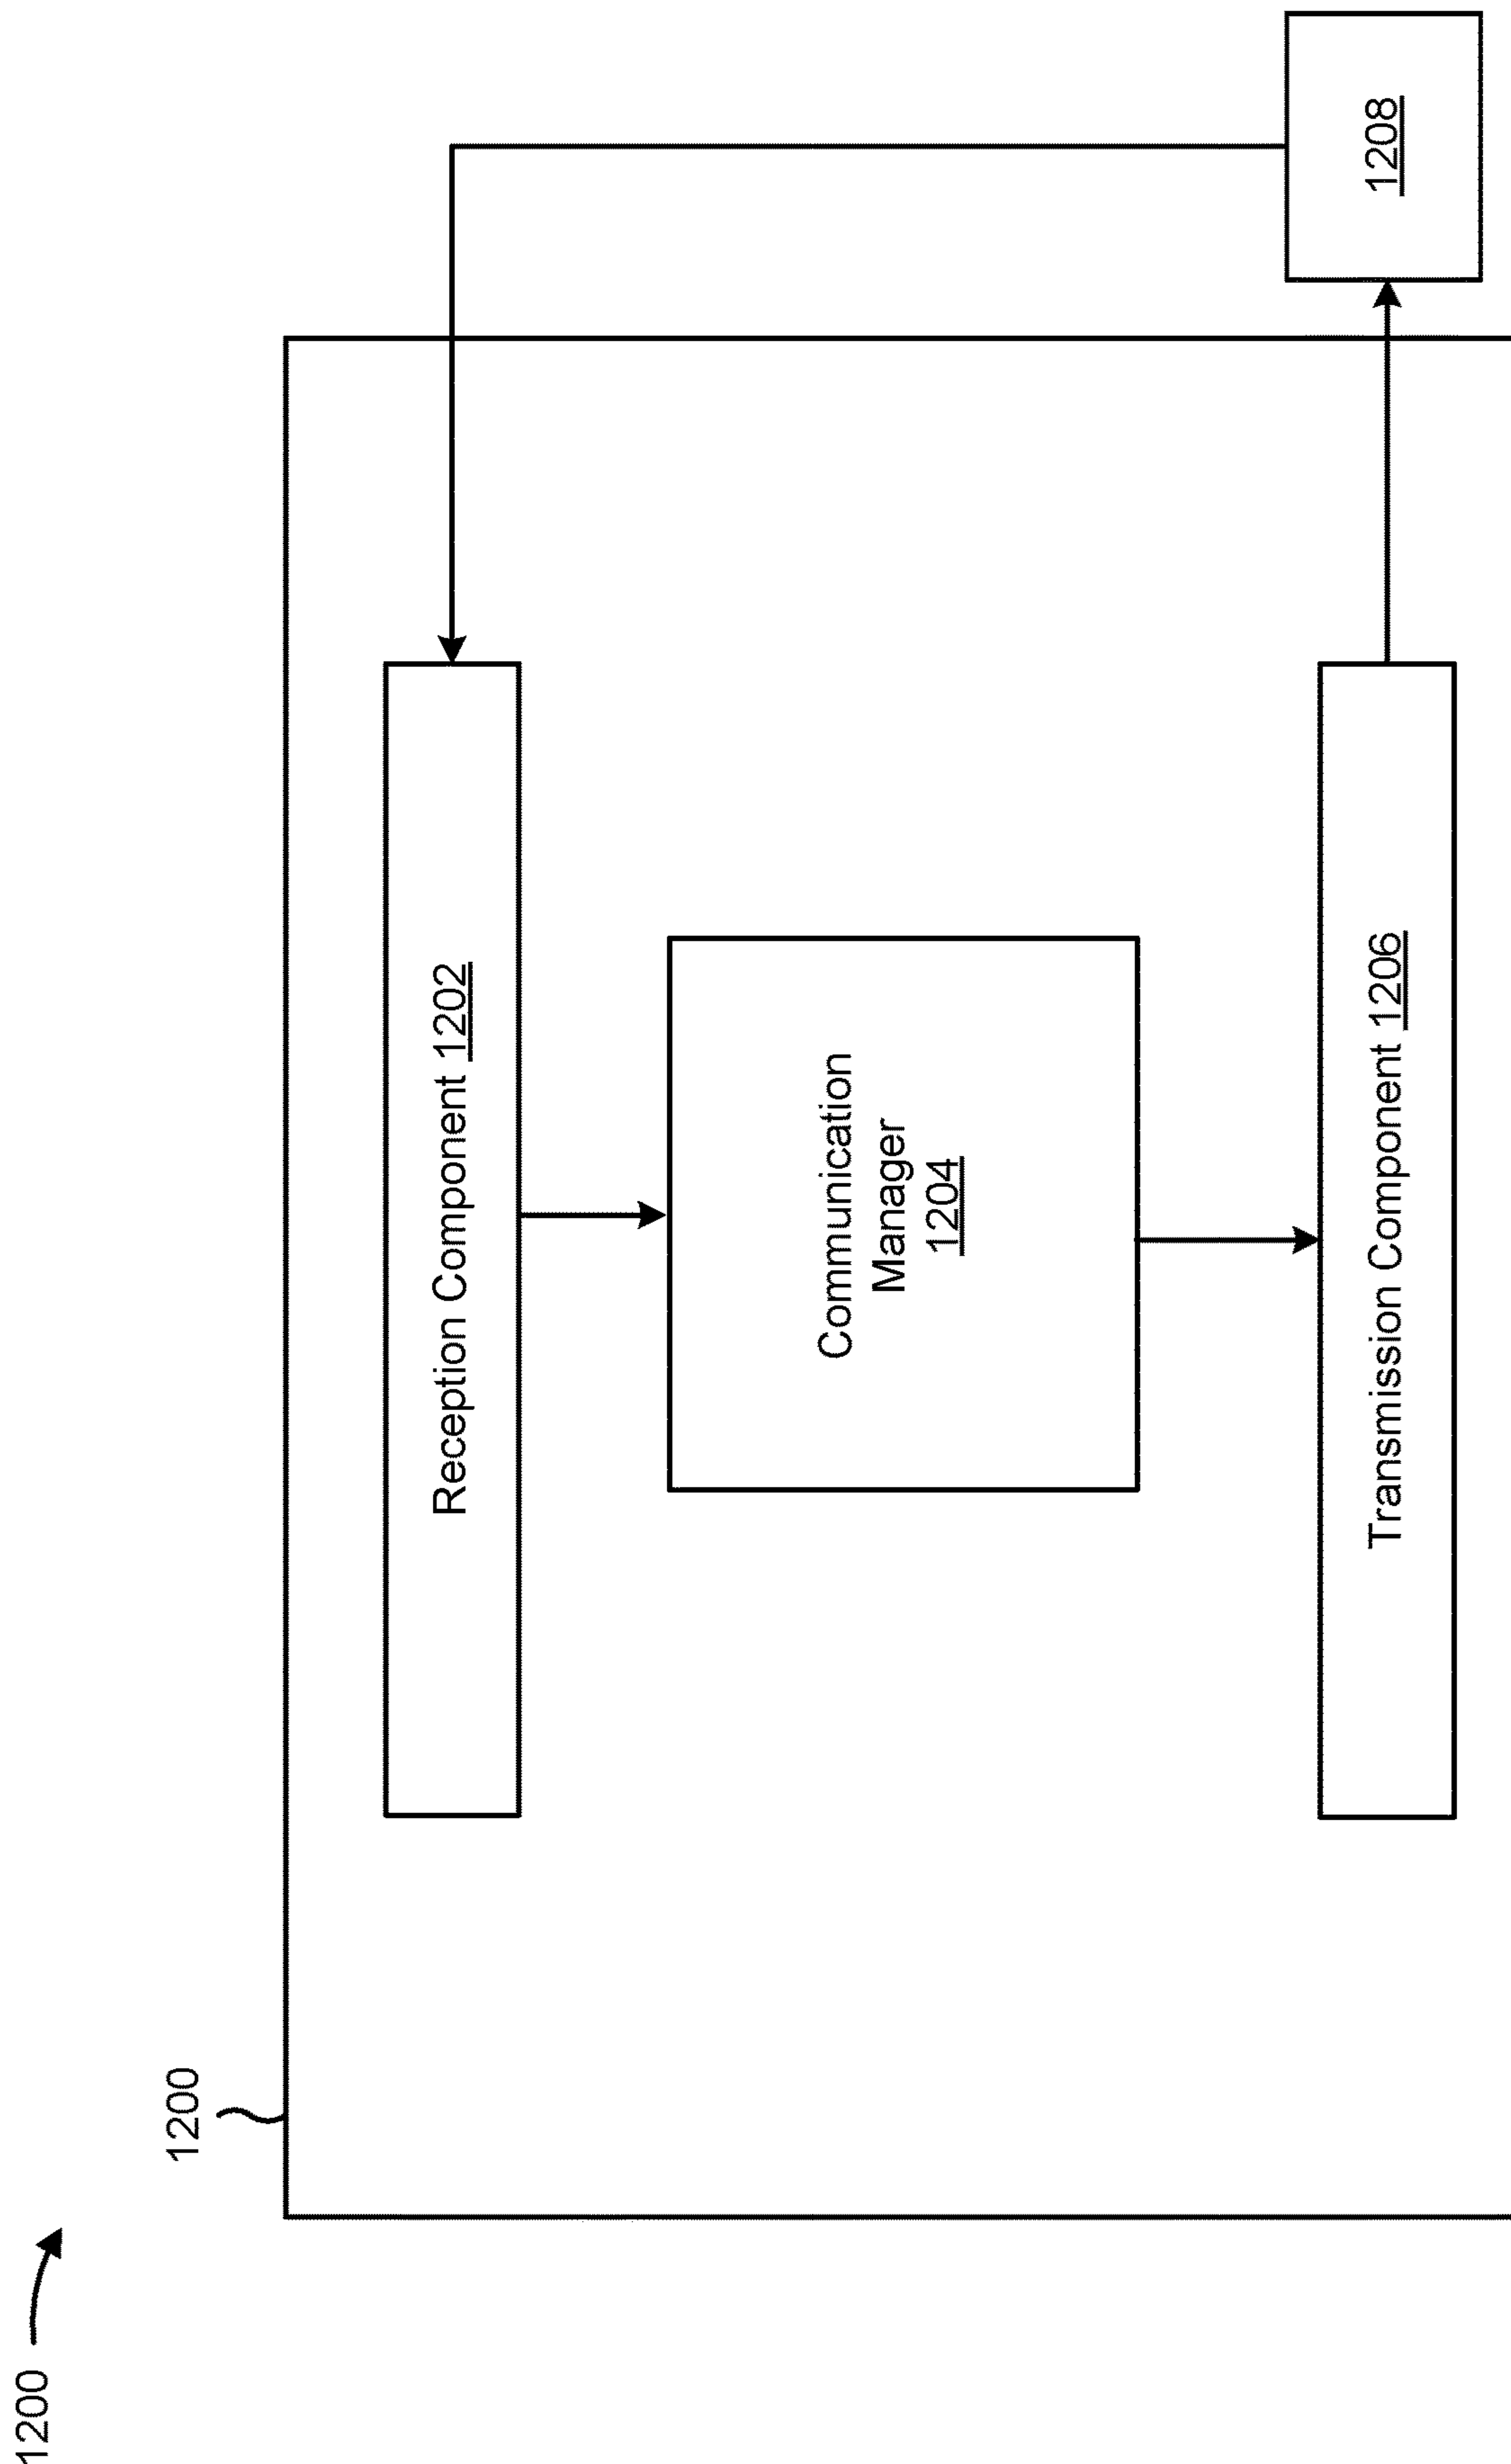 1200
1200
Reception Component 1202
Communication
Manager
1204
Transmission Component 1206
1208